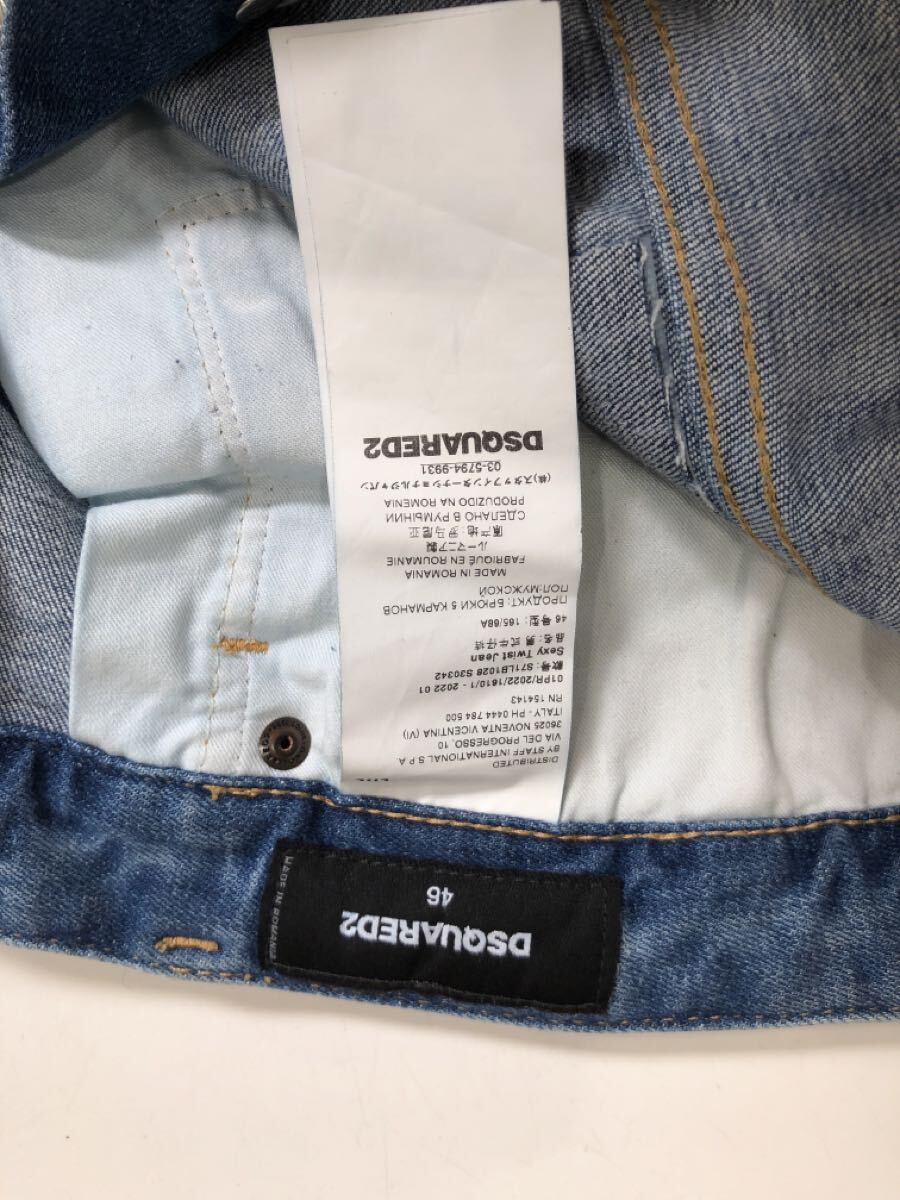 DSQUARED2
46
MADE IN ROMANIA
DISTRIBUTED
BY STAFF INTERNATIONAL S P A
VIA DEL PROGRESSO, 10
36025 NOVENTA VICENTINA (VI)
ITALY - PH 0444 784 500
RN 154143
01PR/2022/1610/1 - 2022 01
款号: S71LB1028 S30342
Sexy Twist Jean
品名: 男 式牛仔裤
46 号型: 165/68A
ПРОДУКТ: БРЮКИ 5 КАРМАНОВ
ПОЛ:МУЖСКОЙ
MADE IN ROMANIA
FABRIQUÉ EN ROUMANIE
ルーマニア製
原产地: 罗马尼亚
СДЕЛАНО В РУМЫНИИ
PRODUZIDO NA ROMENIA
(株)スタッフインターナショナルジャパン
03-5794-9931
DSQUARED2